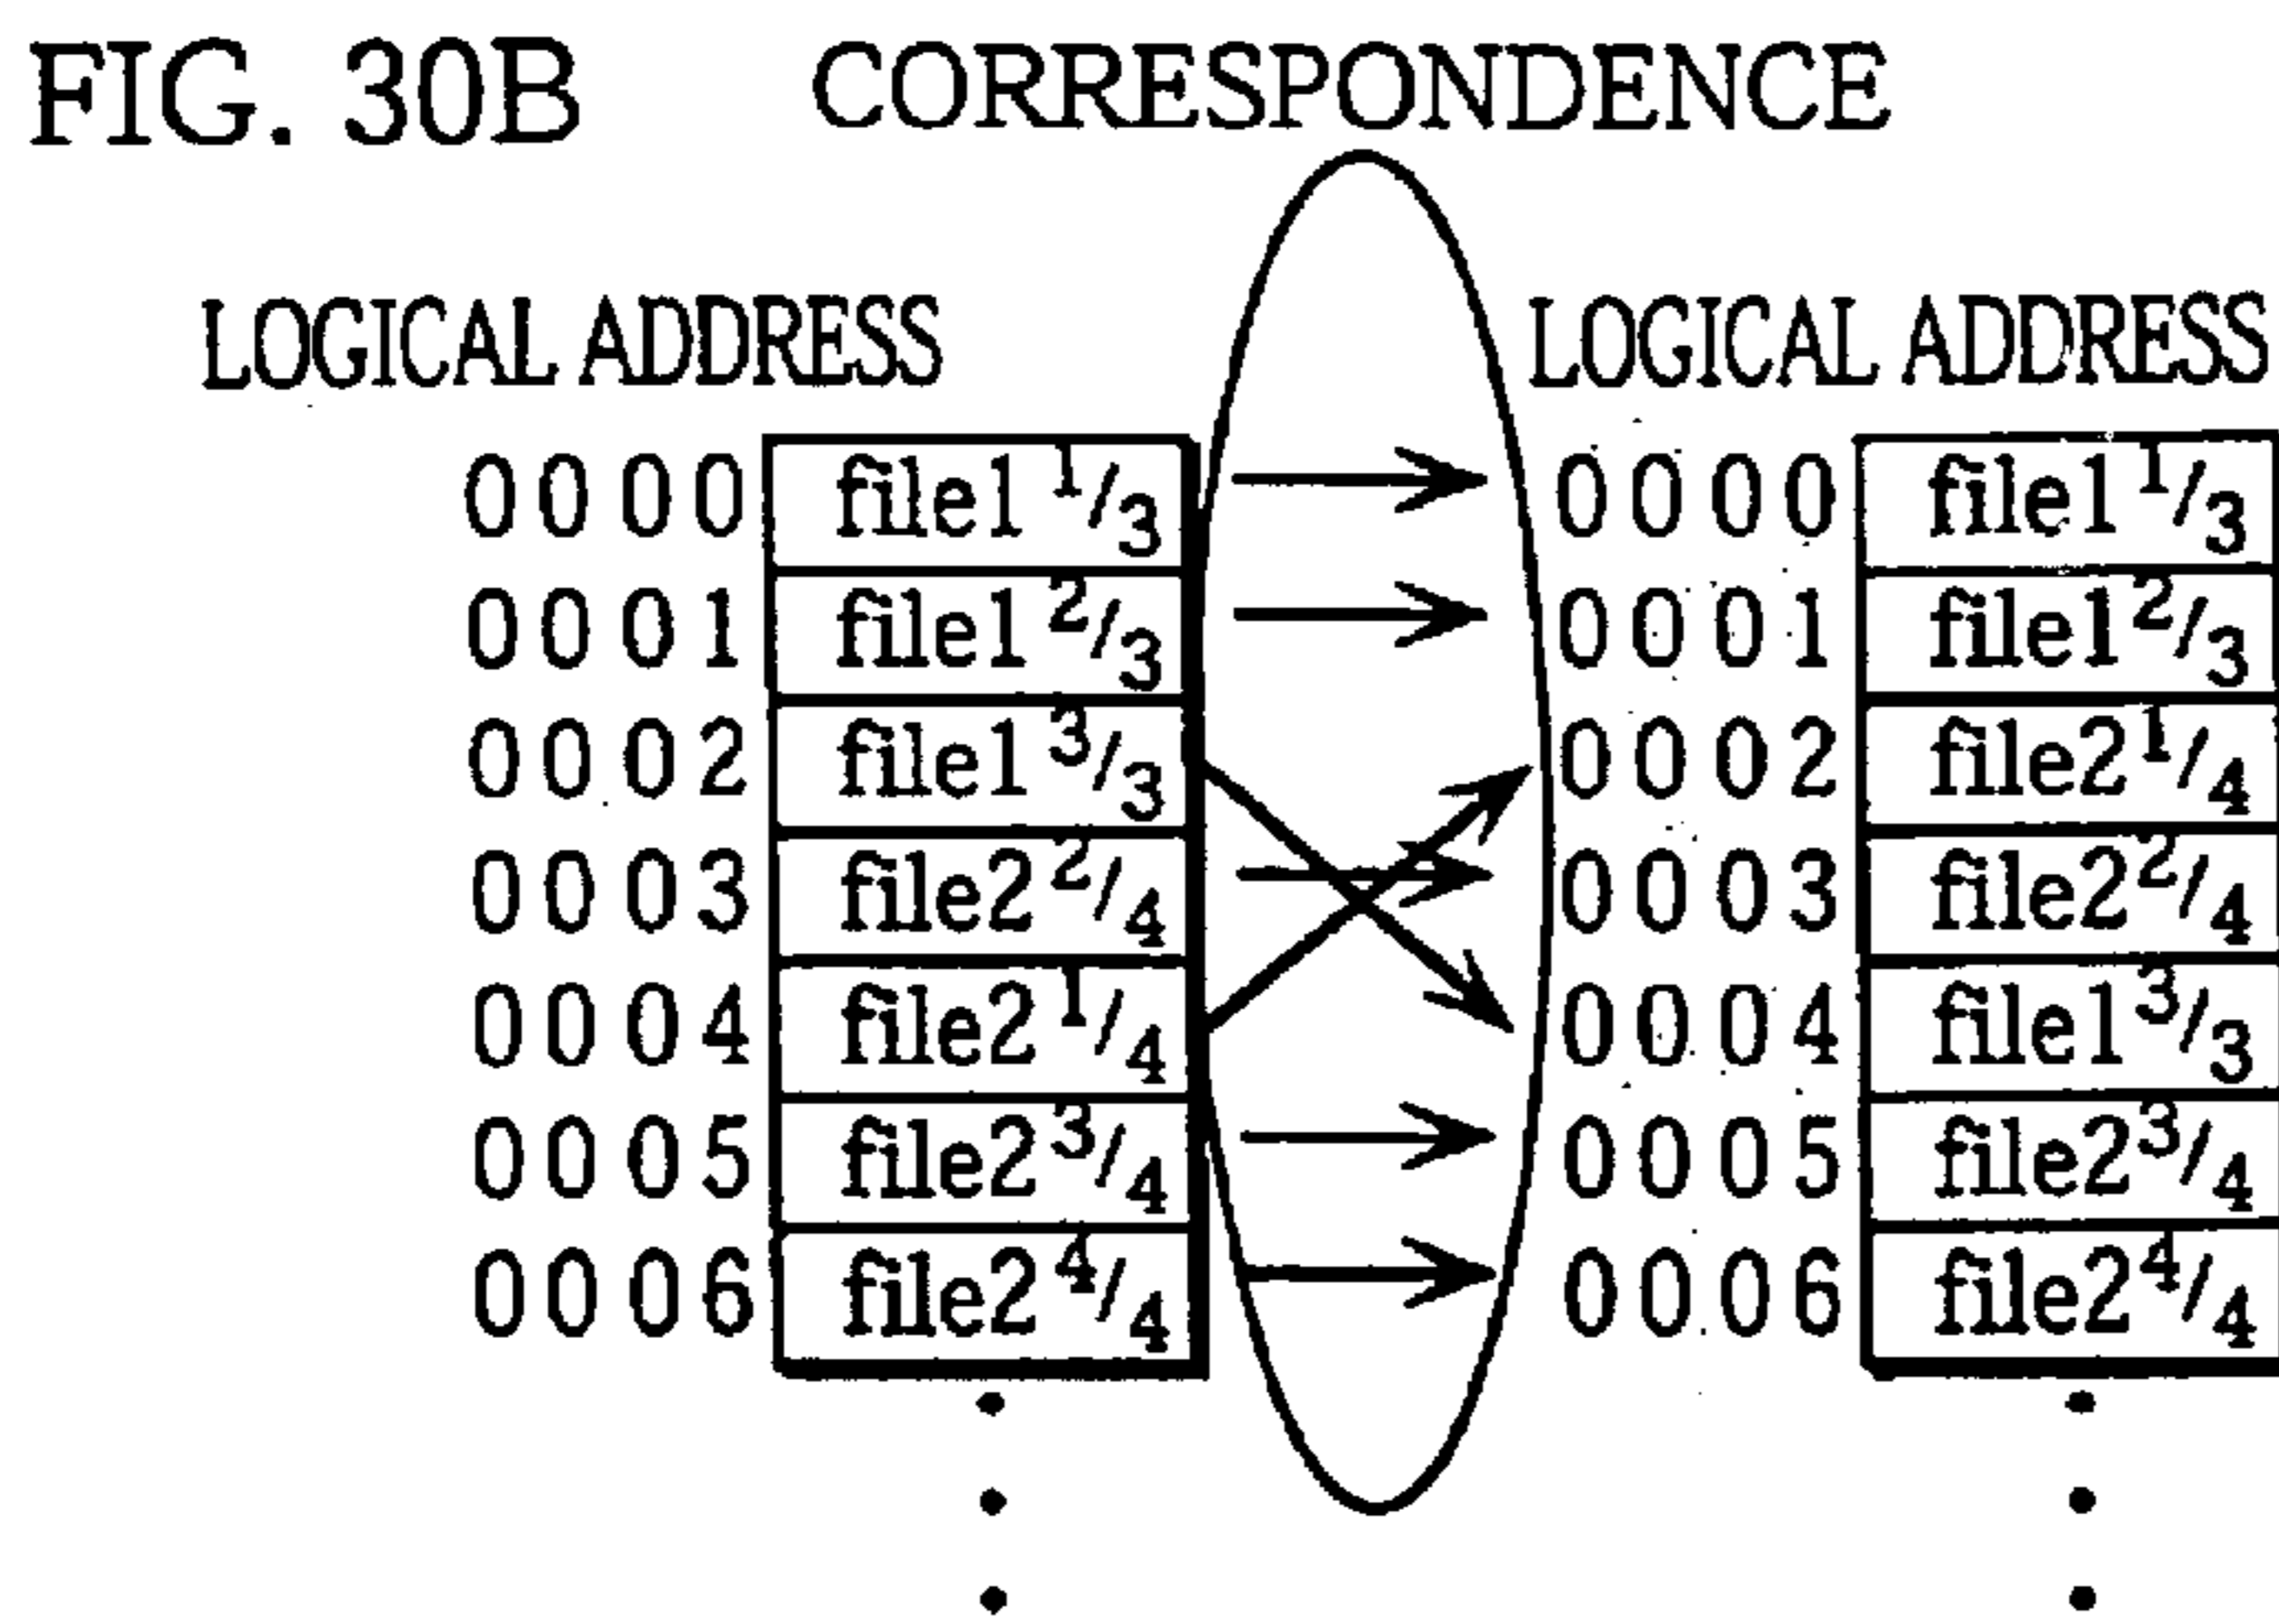 FIG. 30B CORRESPONDENCE
LOGICAL ADDRESS LOGICAL ADDRESS
0000 file1 1/3 0000 file1 1/3
0001 file1 2/3 0001 file1 2/3
0002 file1 3/3 0002 file2 1/4
0003 file2 2/4 0003 file2 2/4
0004 file2 1/4 0004 file1 3/3
0005 file2 3/4 0005 file2 3/4
0006 file2 4/4 0006 file2 4/4